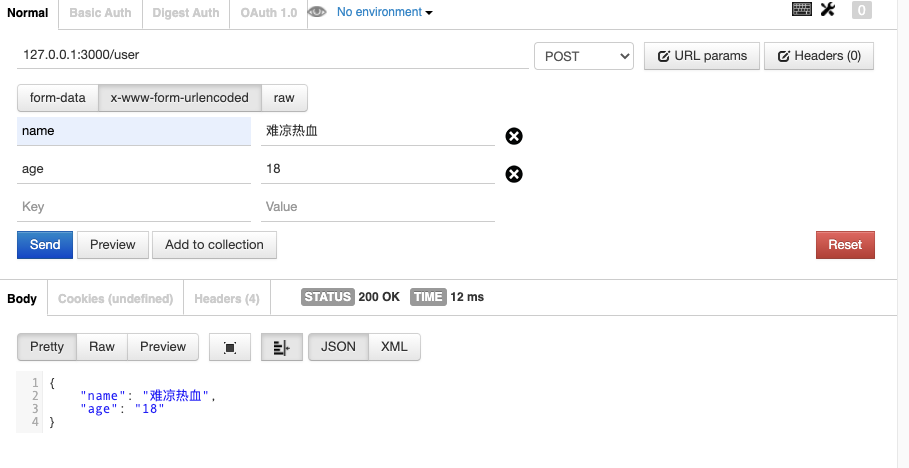 Normal Basic Auth Digest Auth OAuth 1.0 No environment 0
127.0.0.1:3000/user POST URL params Headers (0)
form-data x-www-form-urlencoded raw
name 难凉热血
age 18
Key Value
Send Preview Add to collection Reset
Body Cookies (undefined) Headers (4) STATUS 200 OK TIME 12 ms
Pretty Raw Preview JSON XML
1 {
2 "name": "难凉热血",
3 "age": "18"
4 }